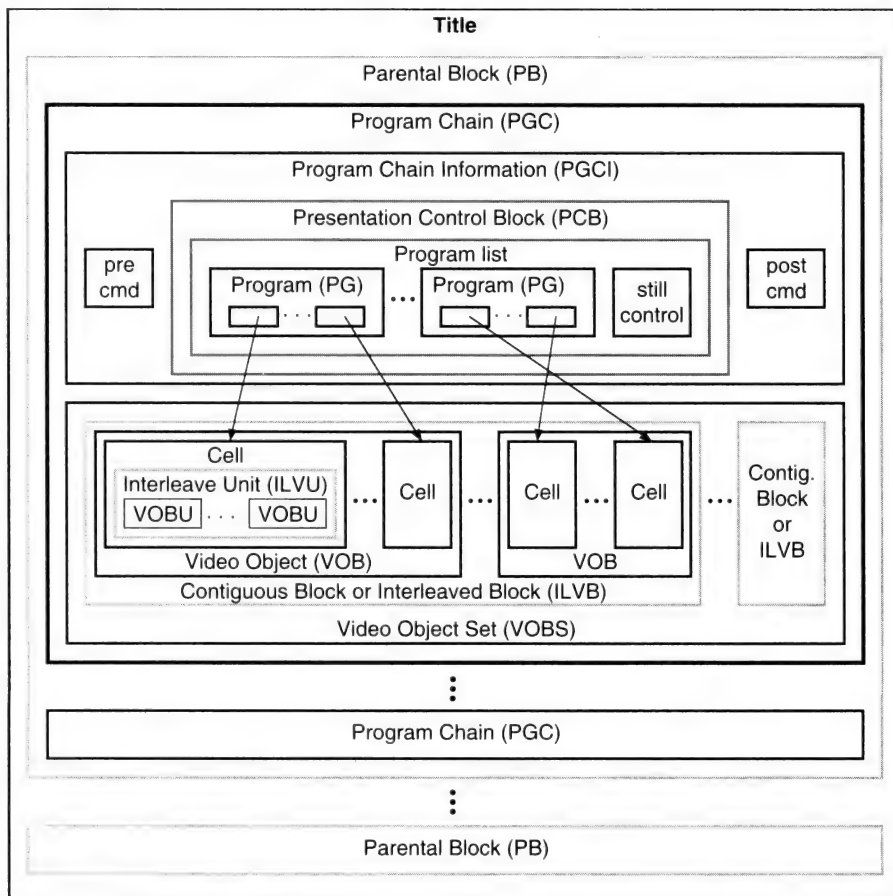 Title
Parental Block (PB)
Program Chain (PGC)
Program Chain Information (PGCI)
Presentation Control Block (PCB)
Program list
pre
cmd
Program (PG)
Program (PG)
still
control
post
cmd
Cell
Interleave Unit (ILVU)
VOBU
VOBU
Cell
Cell
Cell
Contig.
Block
or
ILVB
Video Object (VOB)
VOB
Contiguous Block or Interleaved Block (ILVB)
Video Object Set (VOBS)
Program Chain (PGC)
Parental Block (PB)